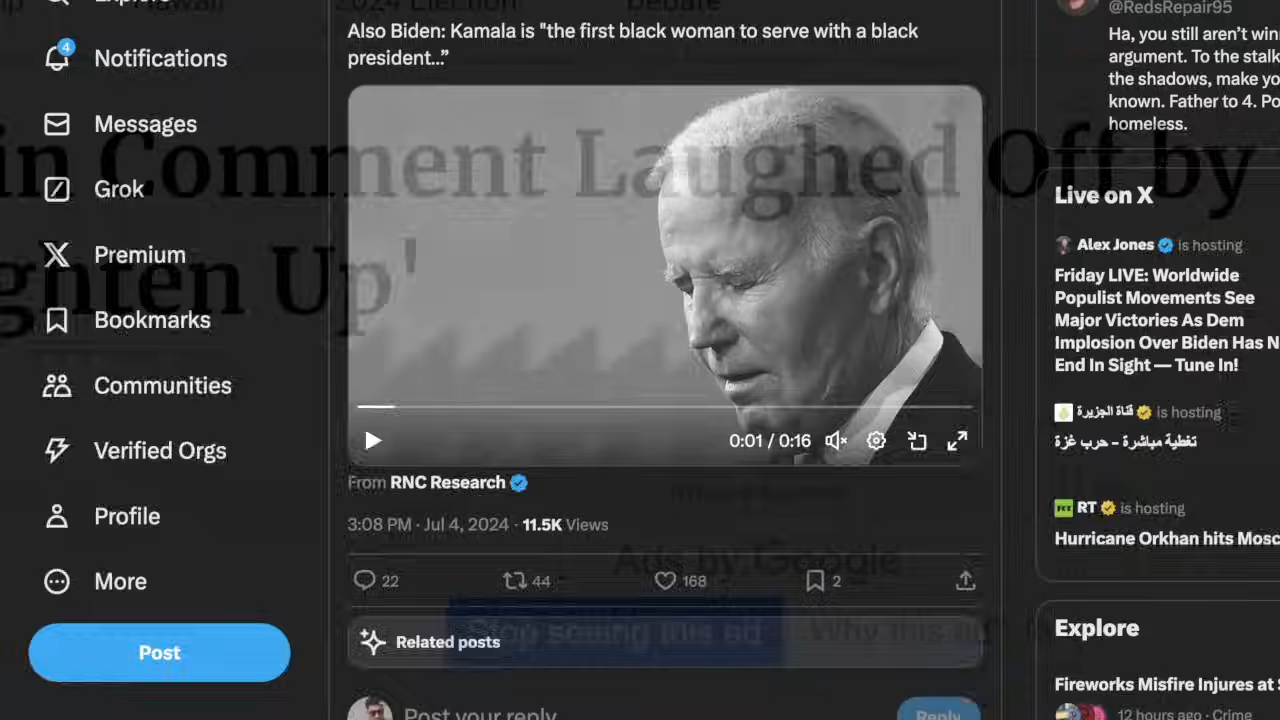 Explore
Notifications
4
Messages
Grok
Premium
Bookmarks
Communities
Verified Orgs
Profile
More
Post
2024 Election
Debate
in Comment Laughed Off by
ghten Up'
Also Biden: Kamala is "the first black woman to serve with a black
president…”
0:01 / 0:16
From RNC Research
3:08 PM · Jul 4, 2024 · 11.5K Views
Ads by Google
22 44 168 2
Stop seeing this ad Why this ad?
Related posts
Post your reply
Reply
@RedsRepair95
Ha, you still aren’t win
argument. To the stalk
the shadows, make yo
known. Father to 4. Po
homeless.
Live on X
Alex Jones is hosting
Friday LIVE: Worldwide
Populist Movements See
Major Victories As Dem
Implosion Over Biden Has N
End In Sight — Tune In!
قناة الجزيرة is hosting
تغطية مباشرة - حرب غزة
RT is hosting
Hurricane Orkhan hits Mosc
Explore
Fireworks Misfire Injures at
12 hours ago · Crime